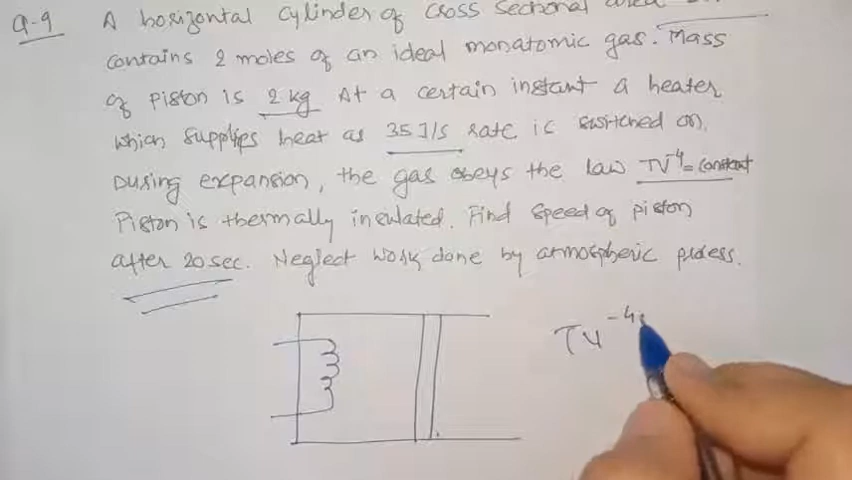 Q-9 A horizontal cylinder of cross sectional area
contains 2 moles of an ideal monatomic gas. Mass
of piston is 2 kg At a certain instant a heater
which supplies heat as 35 J/s rate is switched on.
During expansion, the gas obeys the law TV⁻⁴=constant
Piston is thermally insulated. Find speed of piston
after 20 sec. Neglect work done by atmospheric process.
TV⁻⁴